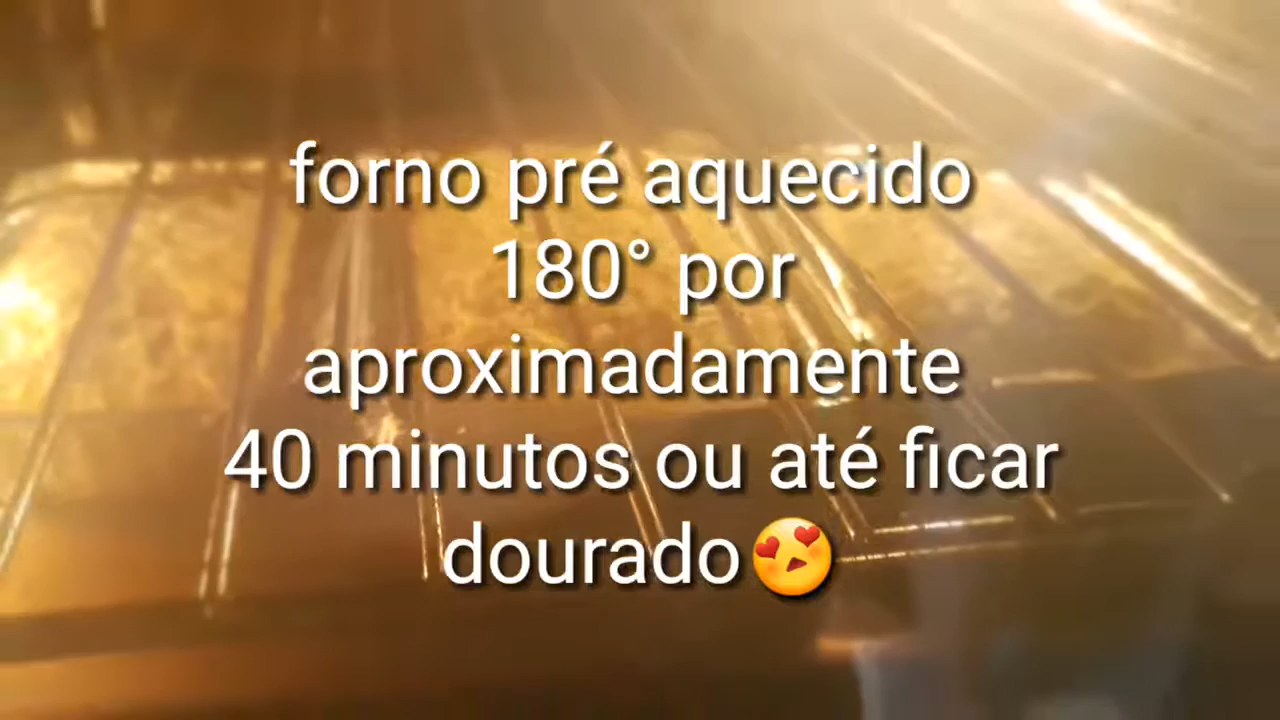 forno pré aquecido
180° por
aproximadamente
40 minutos ou até ficar
dourado😍